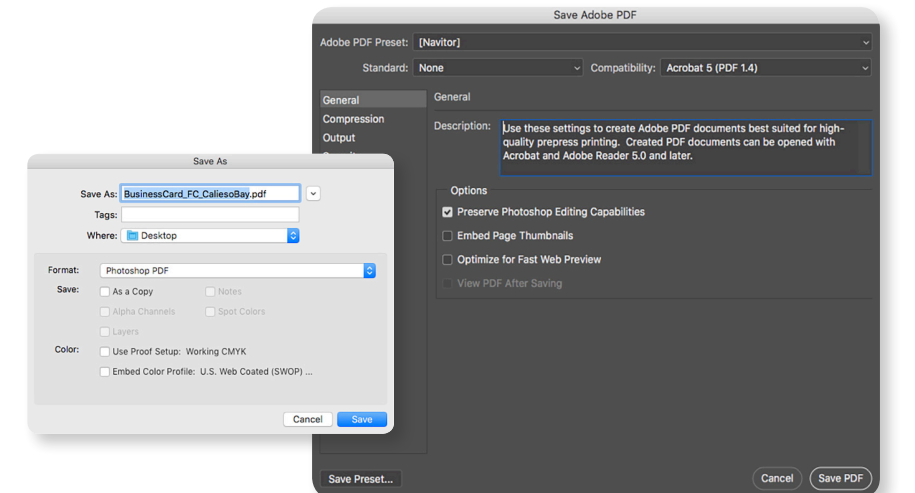 Save Adobe PDF
Adobe PDF Preset: [Navitor]
Standard: None Compatibility: Acrobat 5 (PDF 1.4)
General
Compression
Output
General
Description: Use these settings to create Adobe PDF documents best suited for high-
quality prepress printing. Created PDF documents can be opened with
Acrobat and Adobe Reader 5.0 and later.
Options
Preserve Photoshop Editing Capabilities
Embed Page Thumbnails
Optimize for Fast Web Preview
View PDF After Saving
Save Preset...
Cancel Save PDF
Save As
Save As: BusinessCard_FC_CaliesoBay.pdf
Tags:
Where: Desktop
Format: Photoshop PDF
Save: As a Copy Notes
Alpha Channels Spot Colors
Layers
Color: Use Proof Setup: Working CMYK
Embed Color Profile: U.S. Web Coated (SWOP) ...
Cancel Save